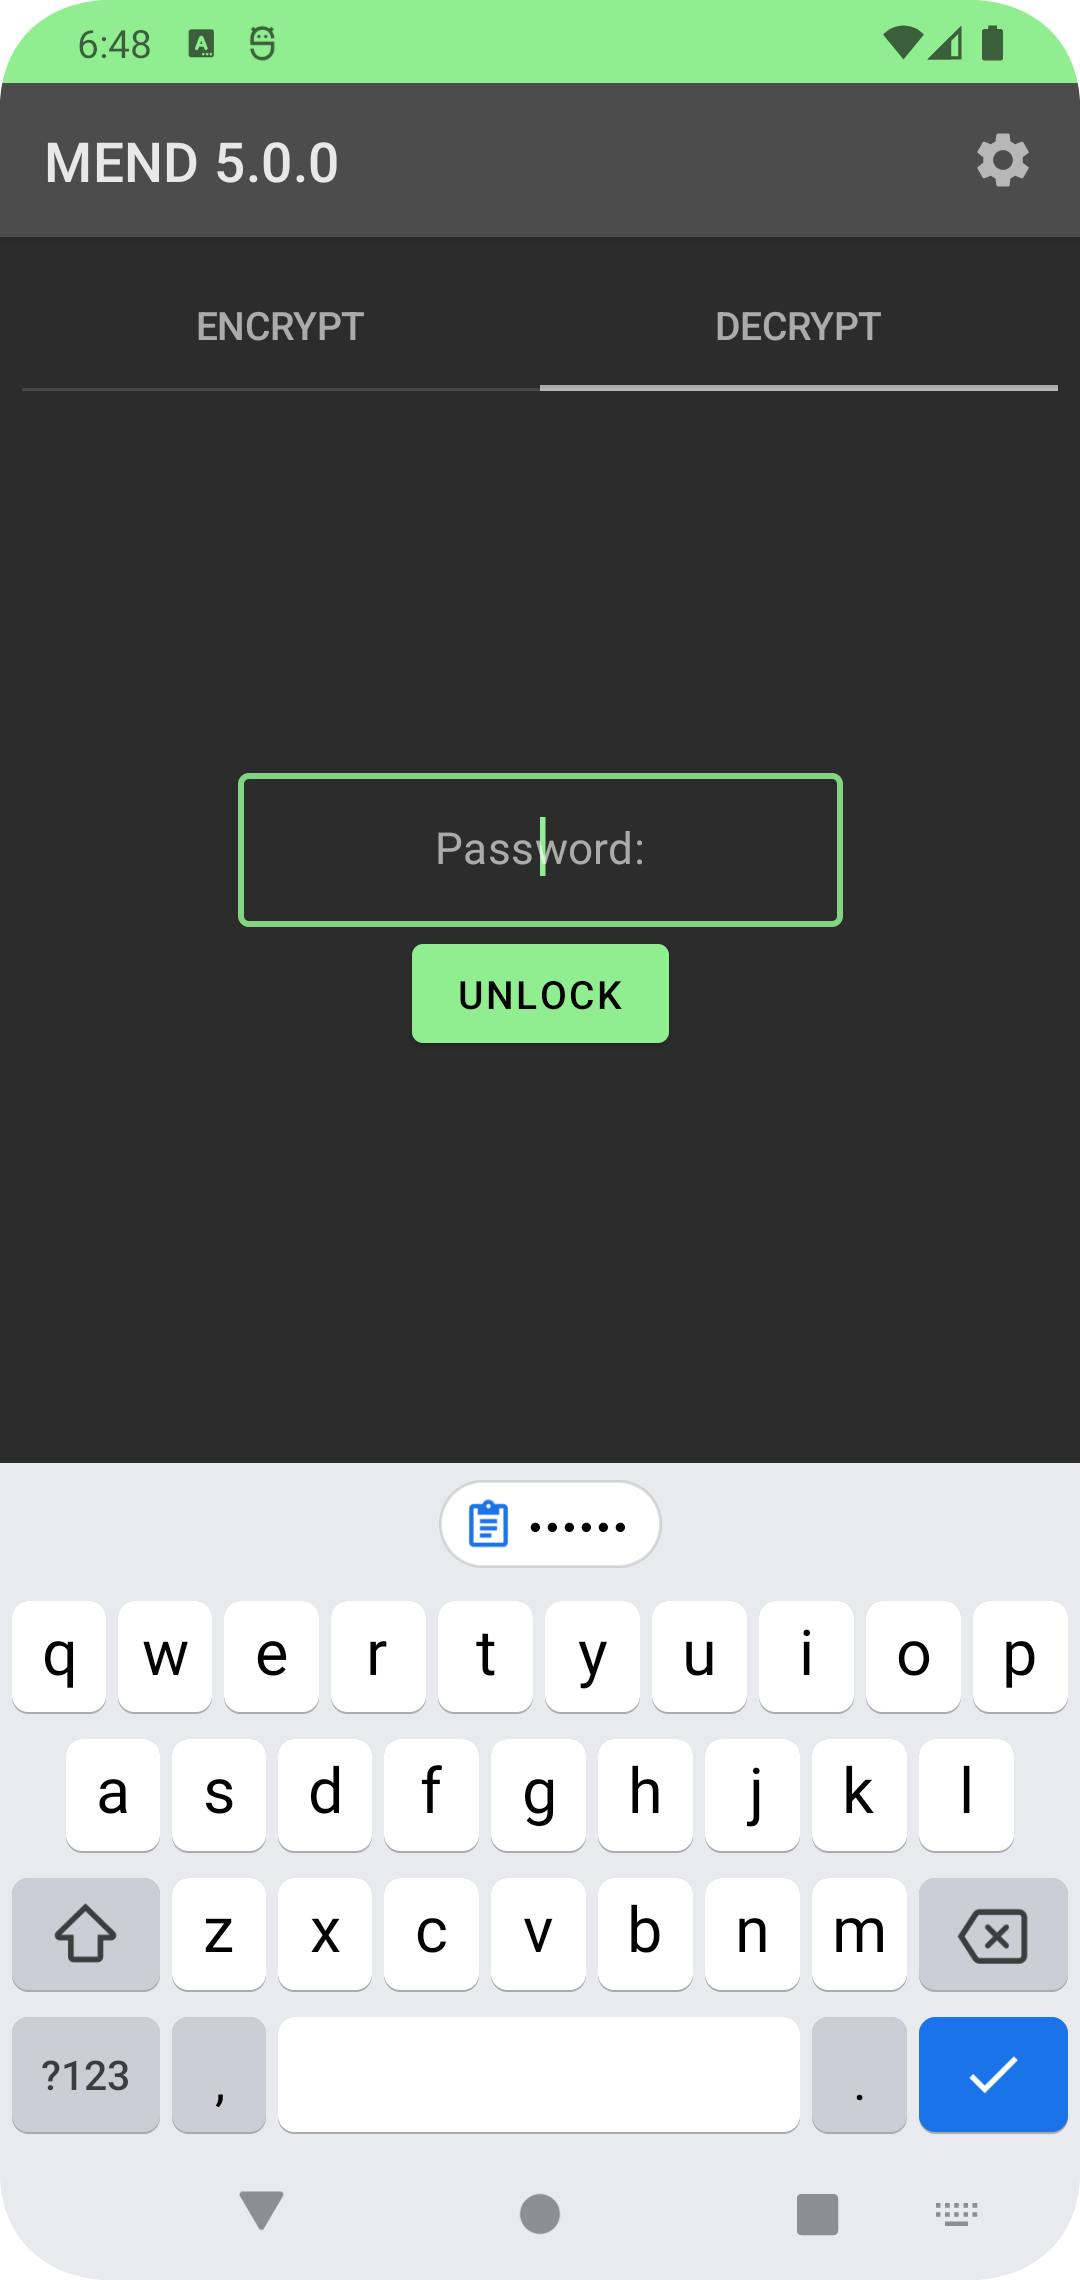 6:48
MEND 5.0.0
ENCRYPT
DECRYPT
Password:
UNLOCK
••••••
q w e r t y u i o p
a s d f g h j k l
z x c v b n m
?123 , .